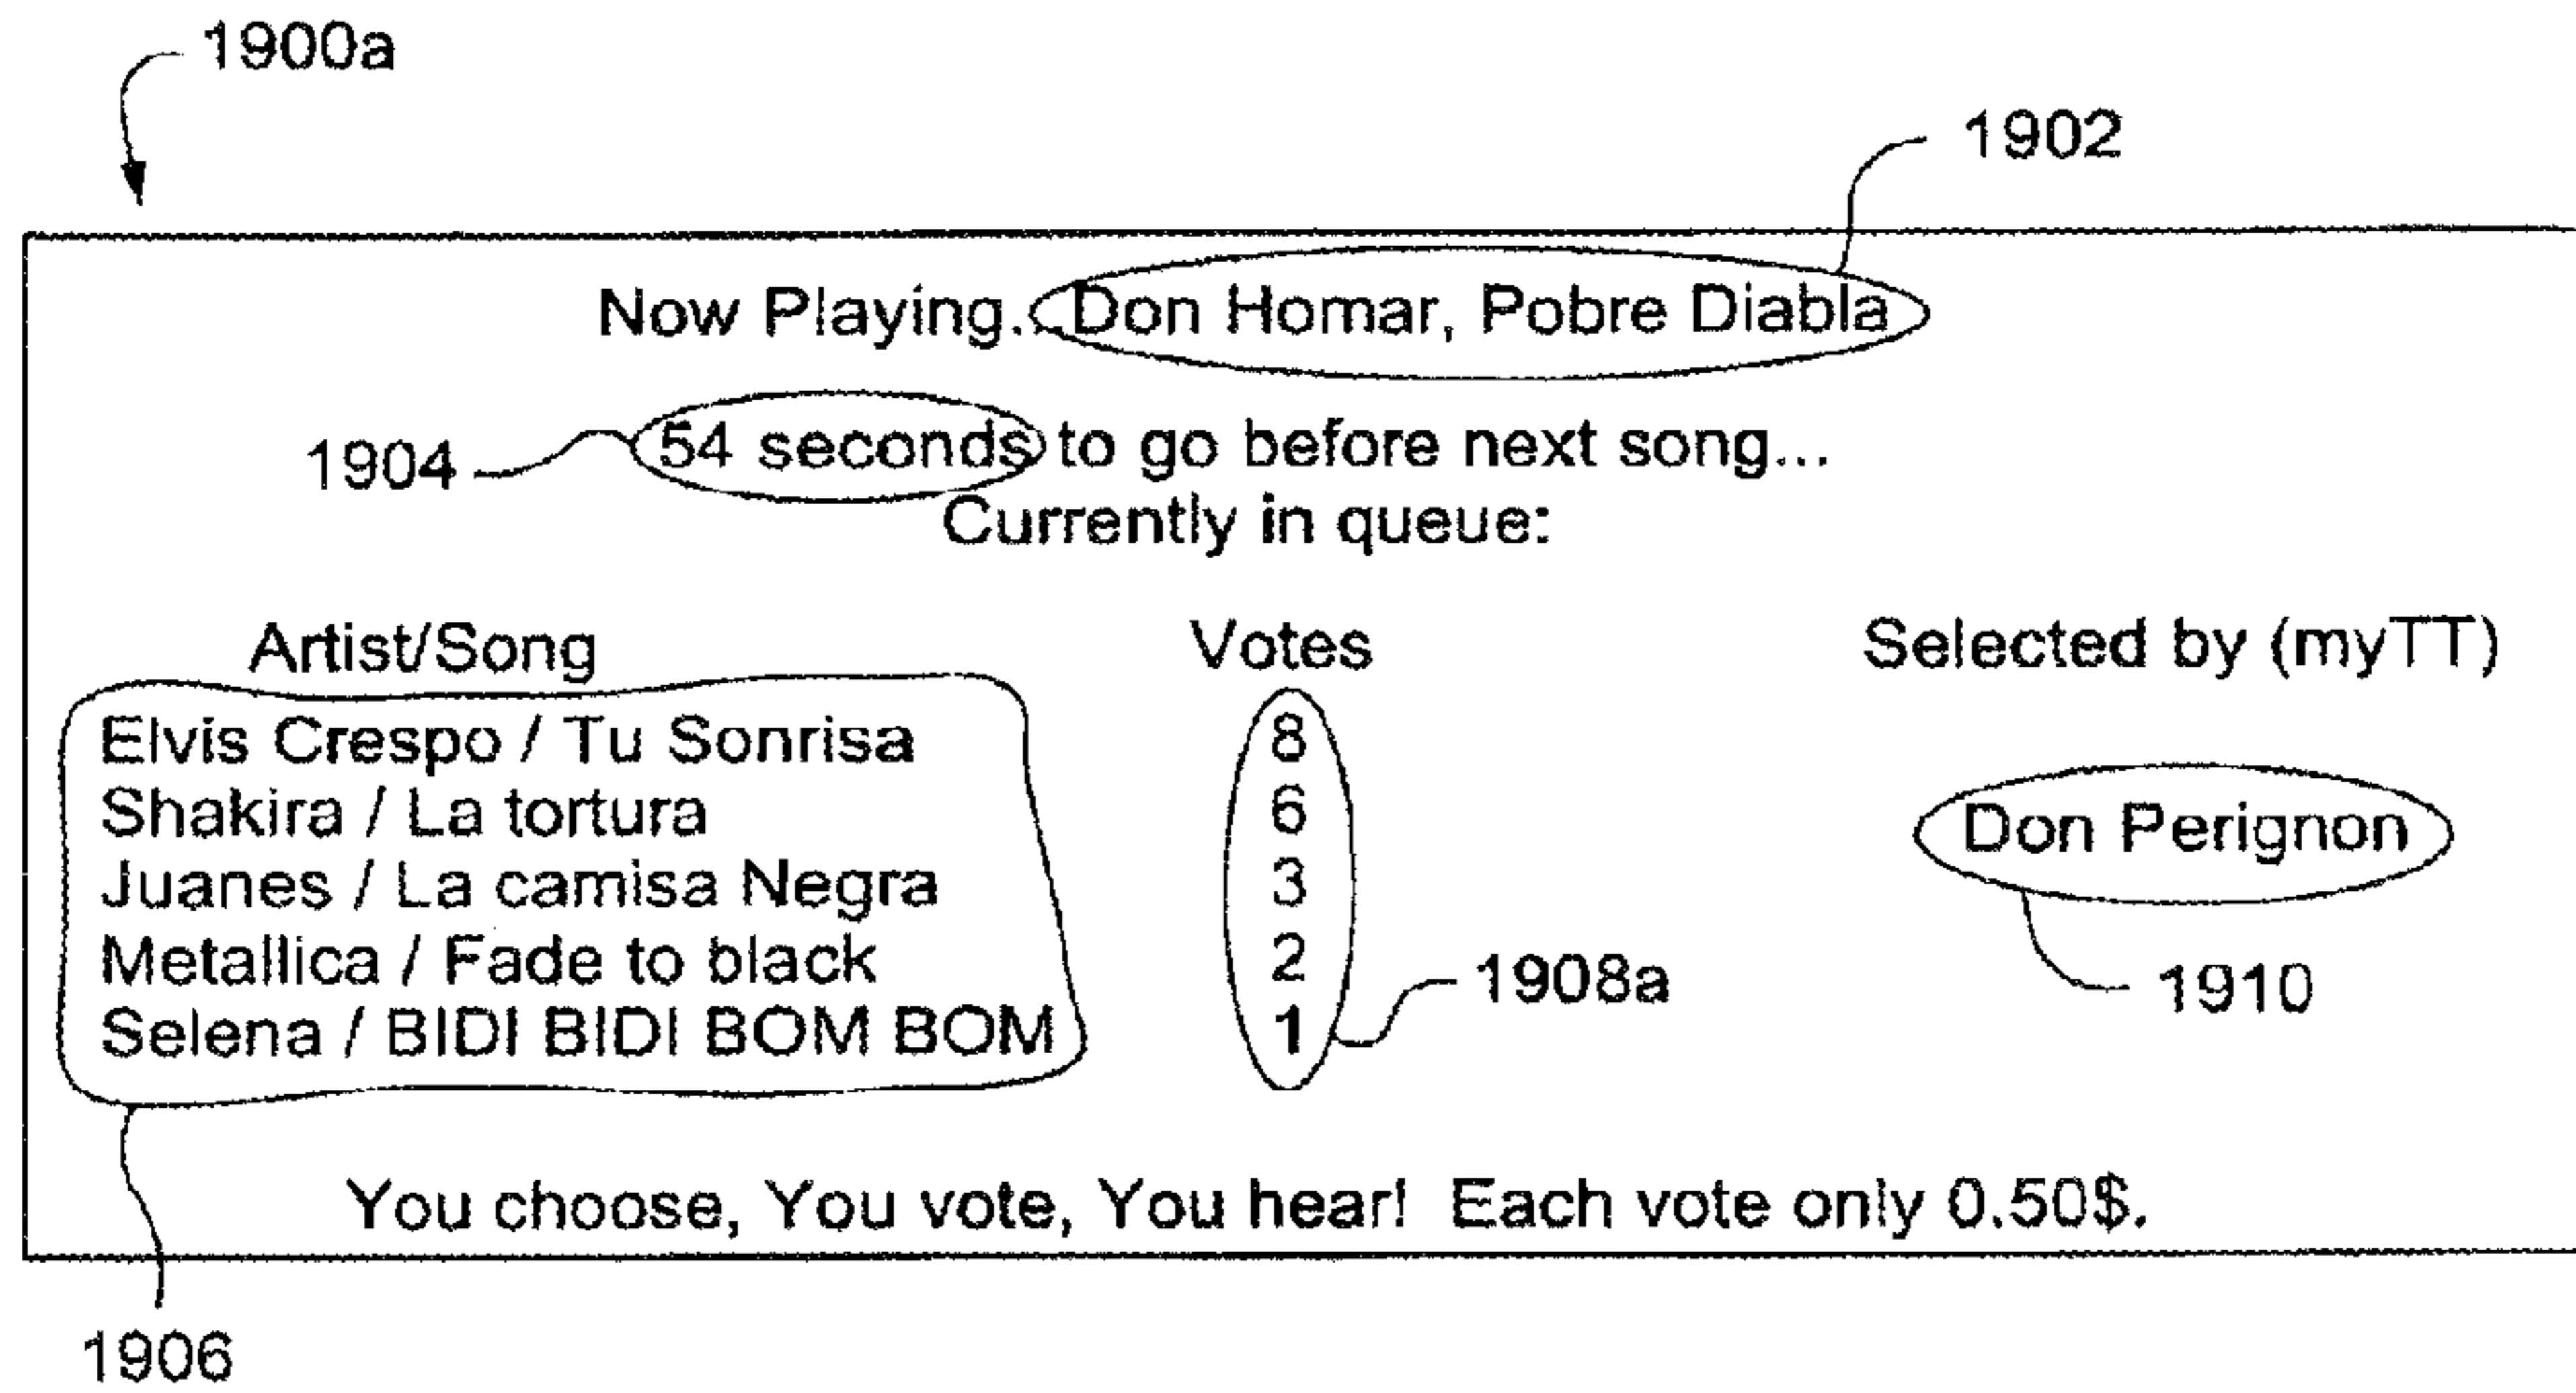 1900a
1902
Now Playing...Don Homar, Pobre Diabla
1904 54 seconds to go before next song...
Currently in queue:
Artist/Song Votes Selected by (myTT)
Elvis Crespo / Tu Sonrisa 8
Shakira / La tortura 6 Don Perignon
Juanes / La camisa Negra 3
Metallica / Fade to black 2 1908a 1910
Selena / BIDI BIDI BOM BOM 1
You choose, You vote, You hear! Each vote only 0.50$.
1906